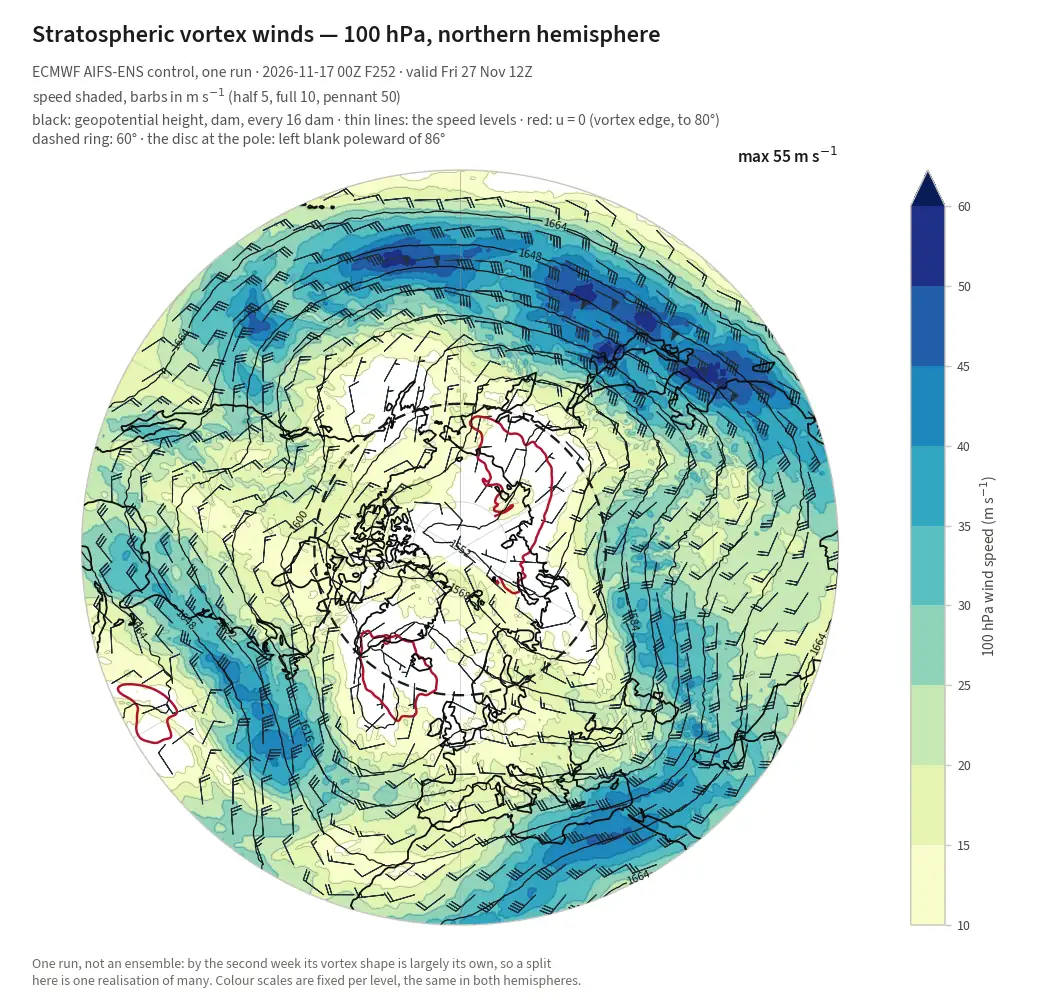 Stratospheric vortex winds — 100 hPa, northern hemisphere
ECMWF AIFS-ENS control, one run · 2026-11-17 00Z F252 · valid Fri 27 Nov 12Z
speed shaded, barbs in m s⁻¹ (half 5, full 10, pennant 50)
black: geopotential height, dam, every 16 dam · thin lines: the speed levels · red: u = 0 (vortex edge, to 80°)
dashed ring: 60° · the disc at the pole: left blank poleward of 86°
max 55 m s⁻¹
1664
1648
1664
1600
1552
1568
1584
1664
1648
1664
1616
1664
60
50
45
40
35
30
25
20
15
10
100 hPa wind speed (m s⁻¹)
One run, not an ensemble: by the second week its vortex shape is largely its own, so a split
here is one realisation of many. Colour scales are fixed per level, the same in both hemispheres.